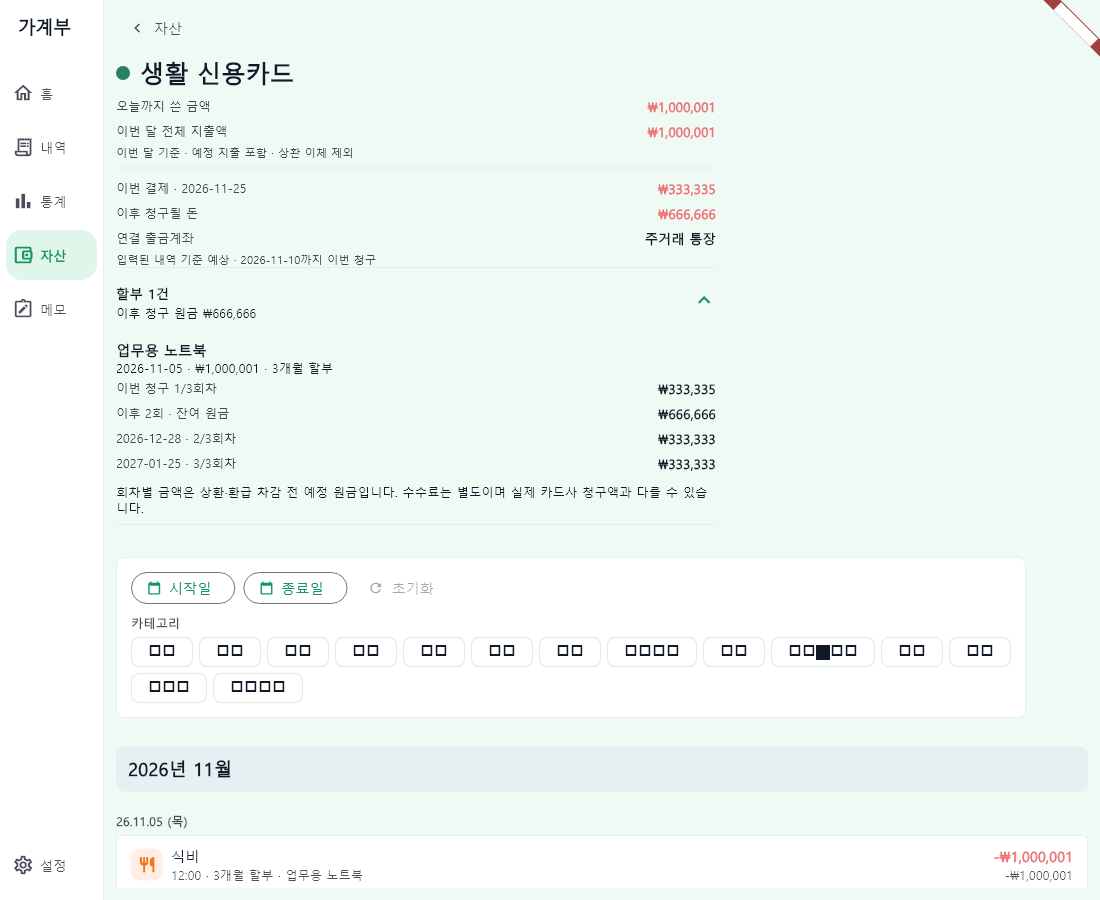 가계부
홈
내역
통계
자산
메모
설정
자산
생활 신용카드
오늘까지 쓴 금액 ₩1,000,001
이번 달 전체 지출액 ₩1,000,001
이번 달 기준 · 예정 지출 포함 · 상환 이체 제외
이번 결제 · 2026-11-25 ₩333,335
이후 청구될 돈 ₩666,666
연결 출금계좌 주거래 통장
입력된 내역 기준 예상 · 2026-11-10까지 이번 청구
할부 1건
이후 청구 원금 ₩666,666
업무용 노트북
2026-11-05 · ₩1,000,001 · 3개월 할부
이번 청구 1/3회차 ₩333,335
이후 2회 · 잔여 원금 ₩666,666
2026-12-28 · 2/3회차 ₩333,333
2027-01-25 · 3/3회차 ₩333,333
회차별 금액은 상환·환급 차감 전 예정 원금입니다. 수수료는 별도이며 실제 카드사 청구액과 다를 수 있습
니다.
시작일 종료일 초기화
카테고리
2026년 11월
26.11.05 (목)
식비 -₩1,000,001
12:00 · 3개월 할부 · 업무용 노트북 -₩1,000,001